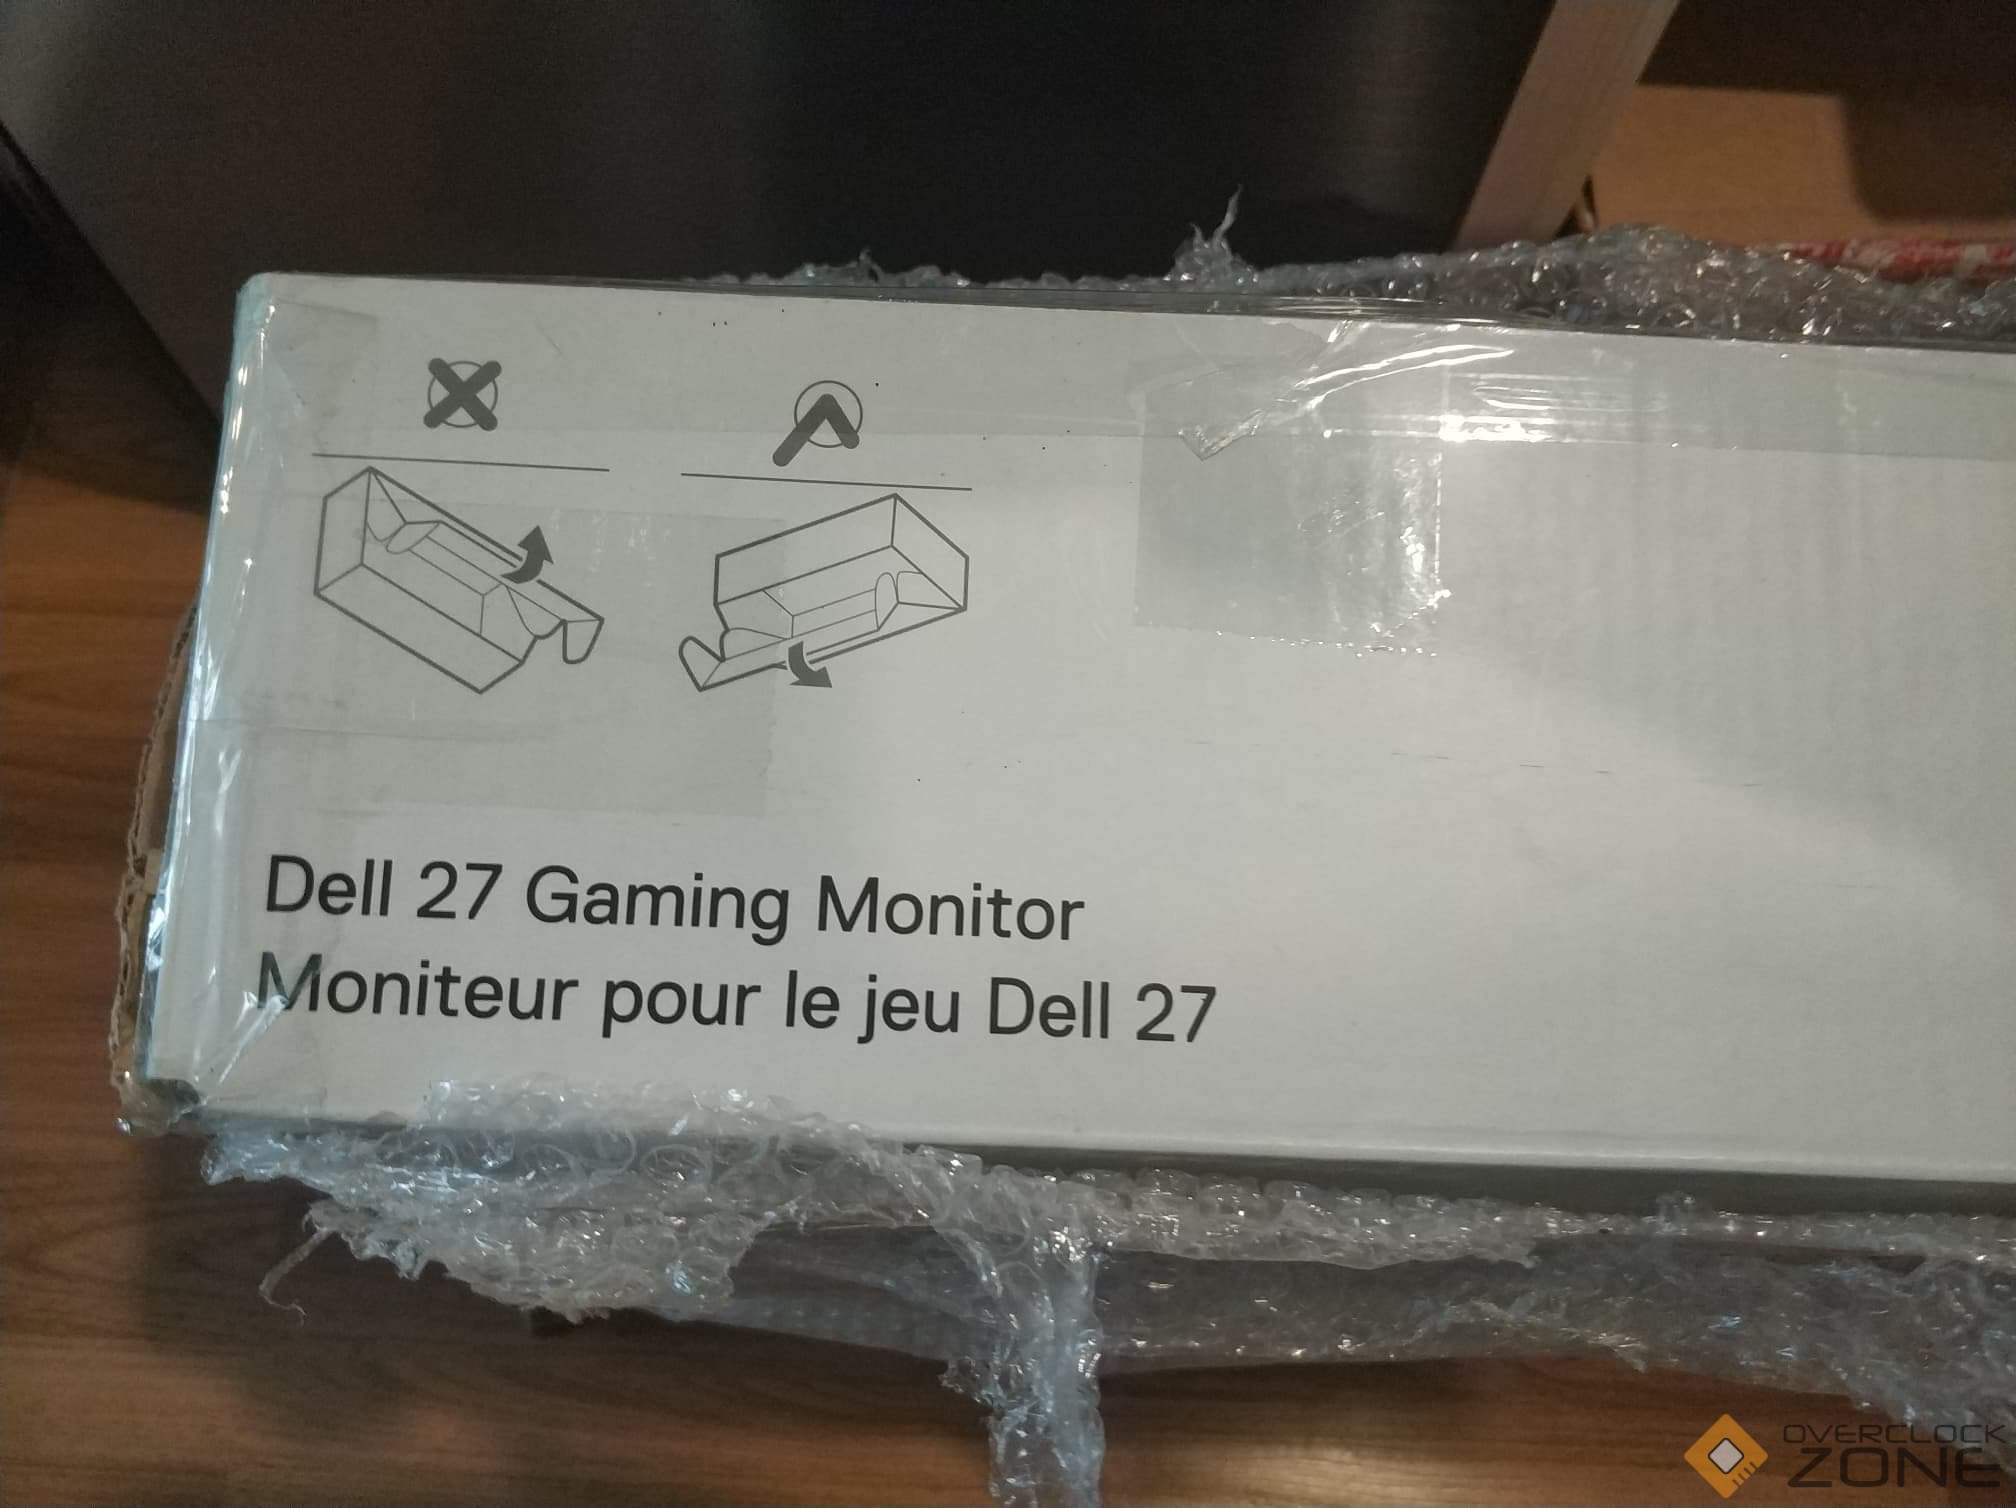 Dell 27 Gaming Monitor
Moniteur pour le jeu Dell 27
OVERCLOCK
ZONE